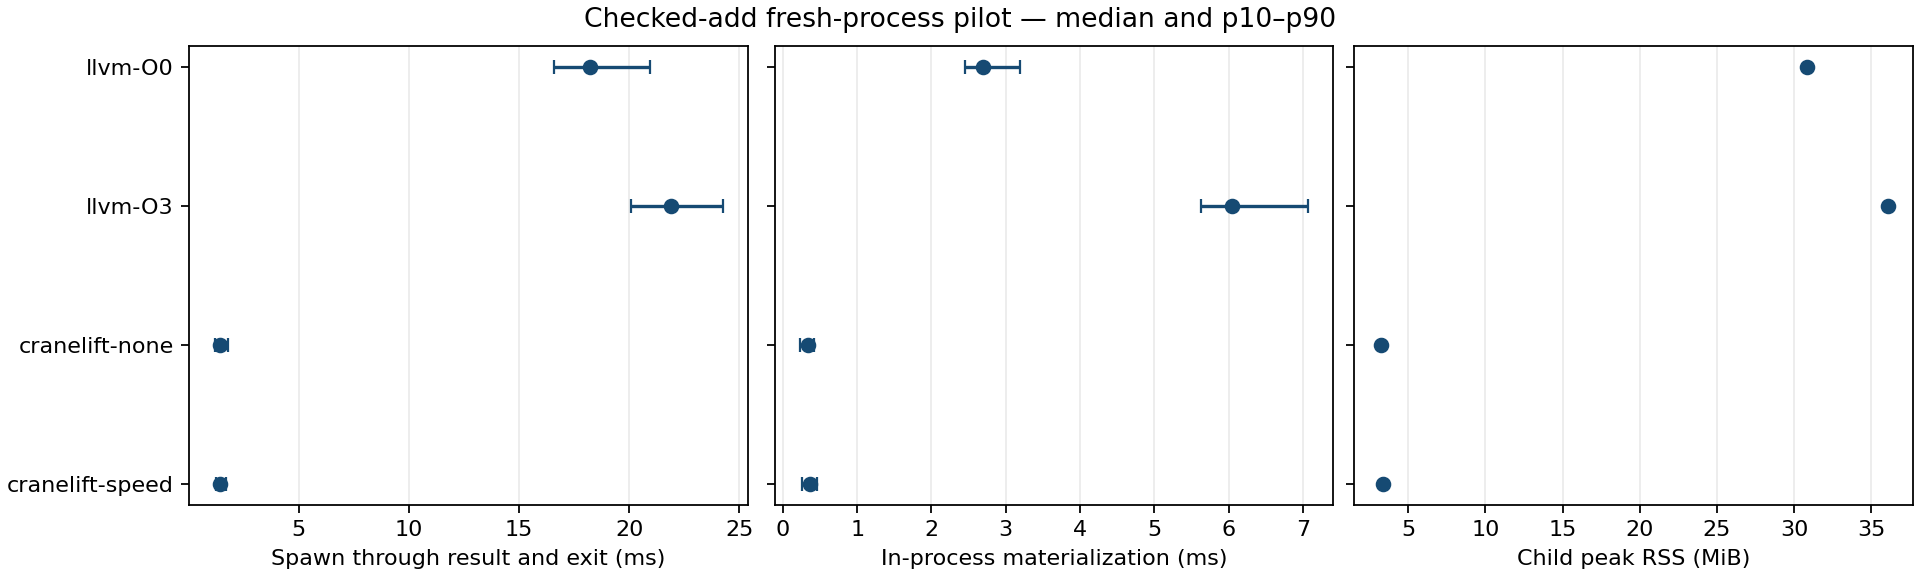 Checked-add fresh-process pilot — median and p10–p90
llvm-O0
llvm-O3
cranelift-none
cranelift-speed
5 10 15 20 25
Spawn through result and exit (ms)
0 1 2 3 4 5 6 7
In-process materialization (ms)
5 10 15 20 25 30 35
Child peak RSS (MiB)